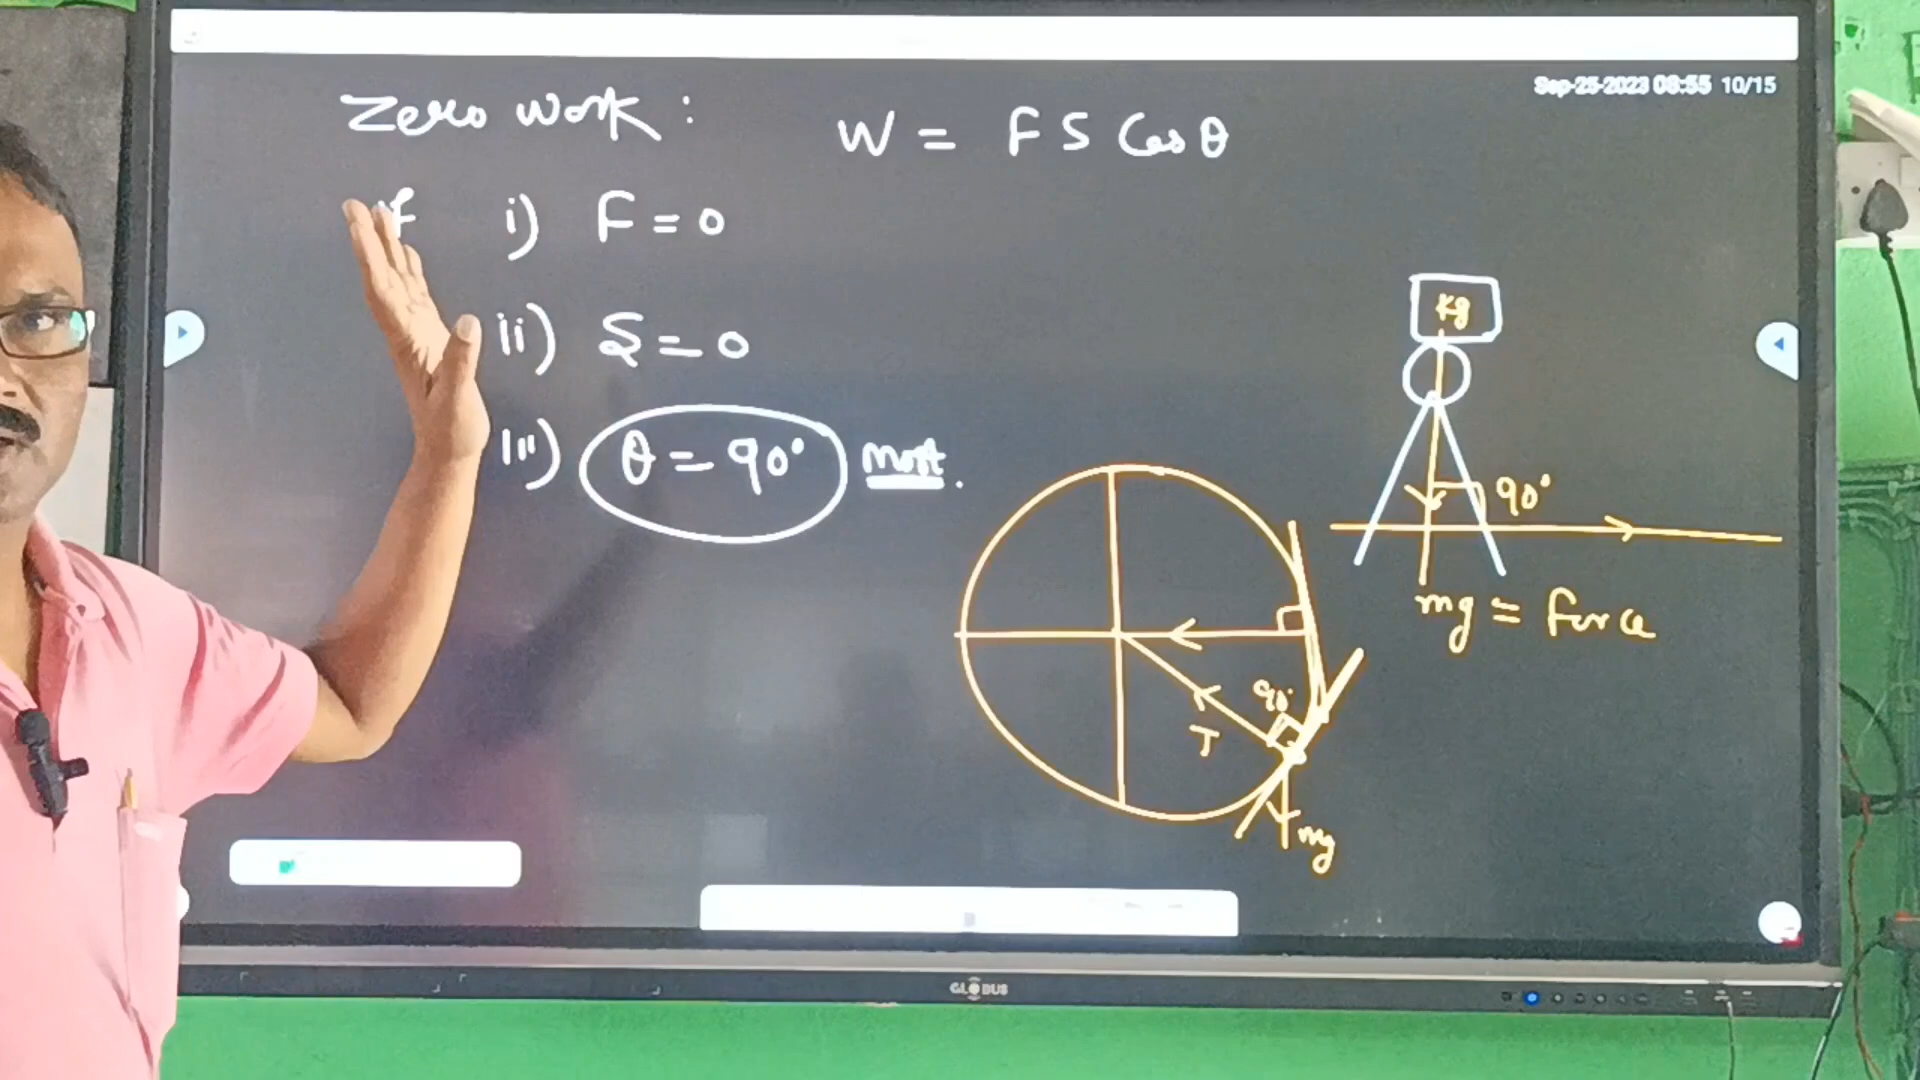 Sep-25-2023 08:55 10/15
Zero work : W = F S Cos θ
if i) F = 0
ii) S = 0
iii) θ = 90° most.
kg
90°
mg = force
90°
T
mg
GLOBUS